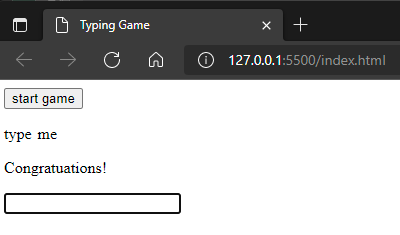 Typing Game
127.0.0.1:5500/index.html
start game
type me
Congratuations!